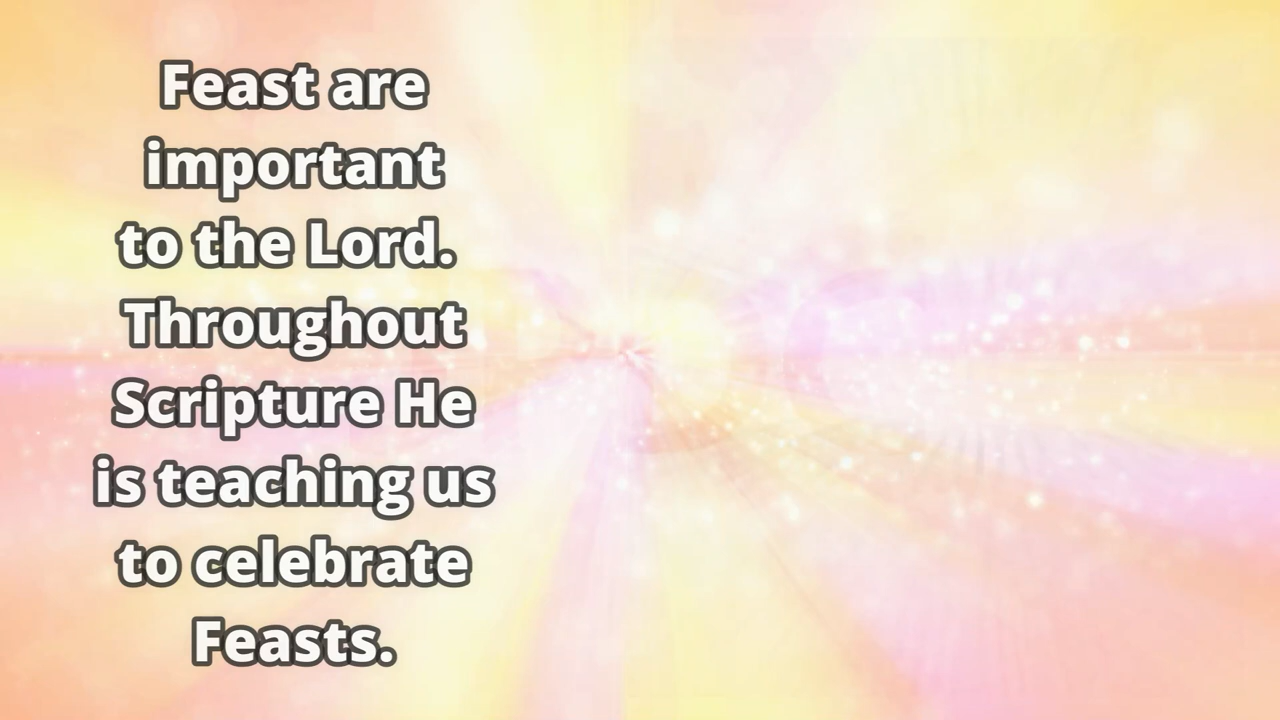 Feast are
important
to the Lord.
Throughout
Scripture He
is teaching us
to celebrate
Feasts.